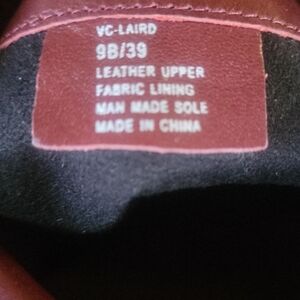 VC-LAIRD
9B/39
LEATHER UPPER
FABRIC LINING
MAN MADE SOLE
MADE IN CHINA